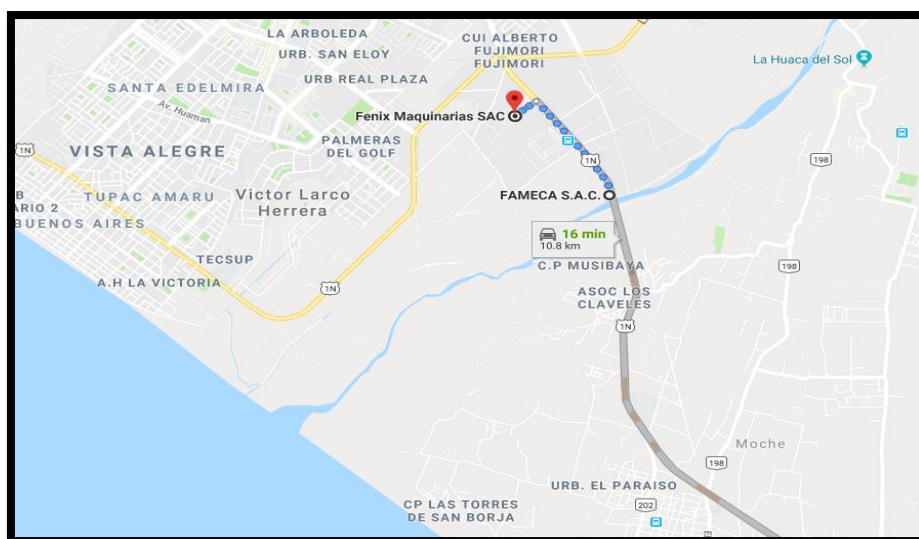 LA ARBOLEDA
URB. SAN ELOY
CUI ALBERTO
FUJIMORI
FUJIMORI
La Huaca del Sol
URB REAL PLAZA
SANTA EDELMIRA
Av. Huaman
Fenix Maquinarias SAC
1N
VISTA ALEGRE
PALMERAS
DEL GOLF
1N
198
TUPAC AMARU
Victor Larco
Herrera
FAMECA S.A.C.
B
ARIO 2
BUENOS AIRES
16 min
10.8 km
TECSUP
C.P MUSIBAYA
198
A.H LA VICTORIA
1N
ASOC LOS
CLAVELES
1N
Moche
198
URB. EL PARAISO
CP LAS TORRES
DE SAN BORJA
202